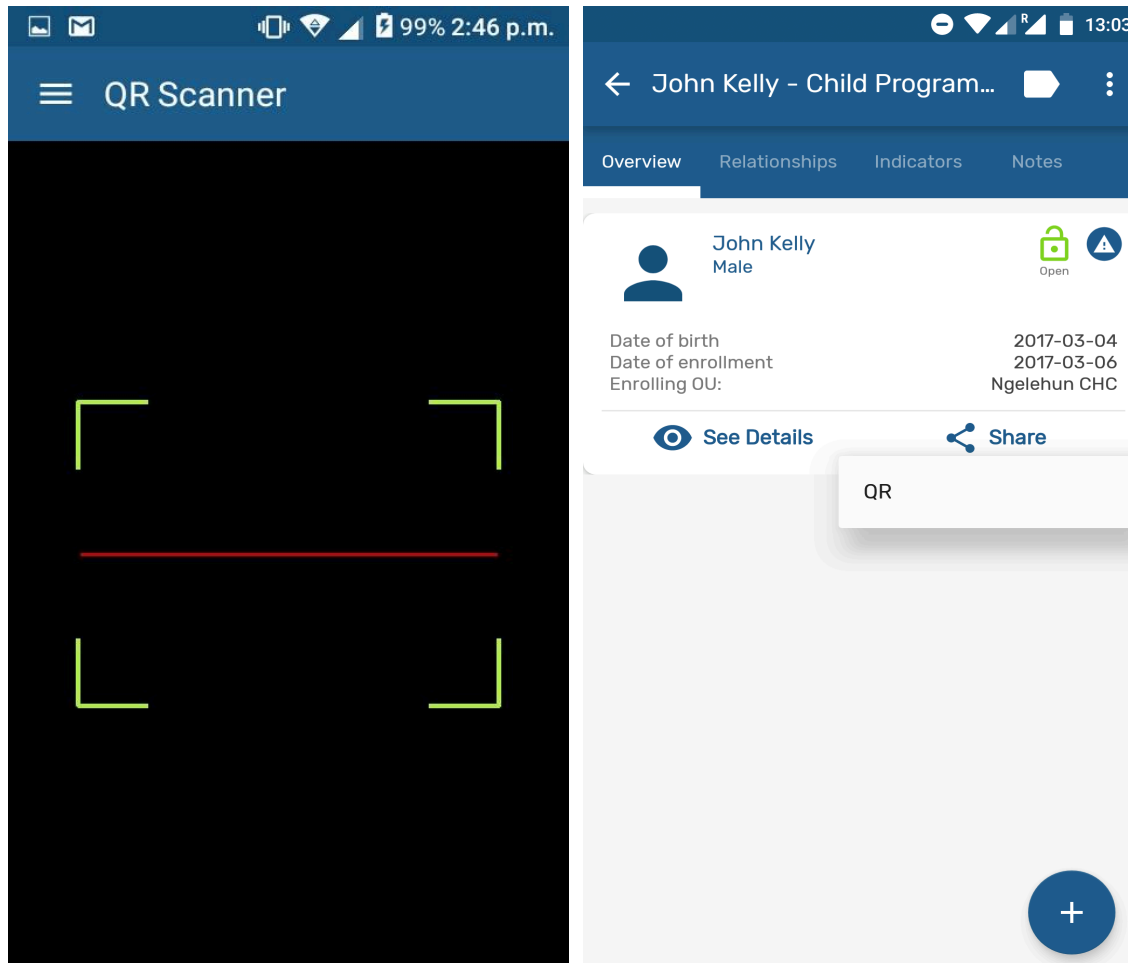 99% 2:46 p.m.
QR Scanner
R
13:03
John Kelly - Child Program...
Overview Relationships Indicators Notes
John Kelly
Male
Open
Date of birth 2017-03-04
Date of enrollment 2017-03-06
Enrolling OU: Ngelehun CHC
See Details Share
QR